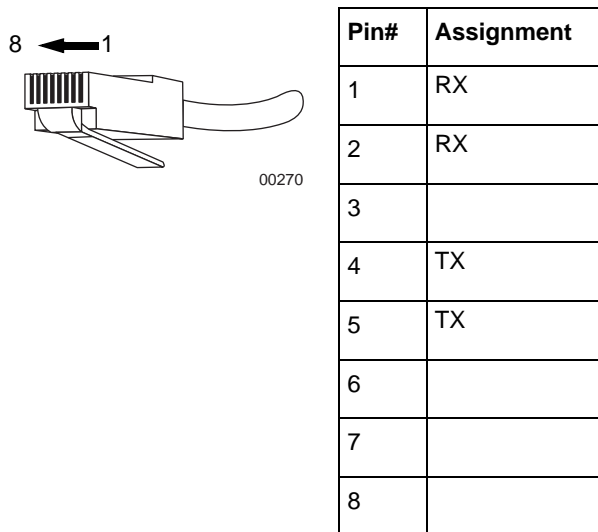 8 1
00270
Pin# Assignment
1 RX
2 RX
3
4 TX
5 TX
6
7
8